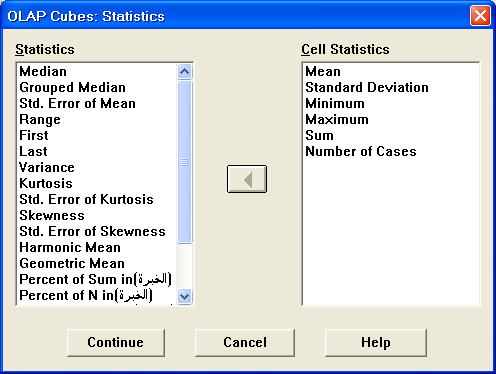 OLAP Cubes: Statistics
Statistics
Median
Grouped Median
Std. Error of Mean
Range
First
Last
Variance
Kurtosis
Std. Error of Kurtosis
Skewness
Std. Error of Skewness
Harmonic Mean
Geometric Mean
Percent of Sum in(الخبرة)
Percent of N in(الخبرة)
Cell Statistics
Mean
Standard Deviation
Minimum
Maximum
Sum
Number of Cases
Continue
Cancel
Help